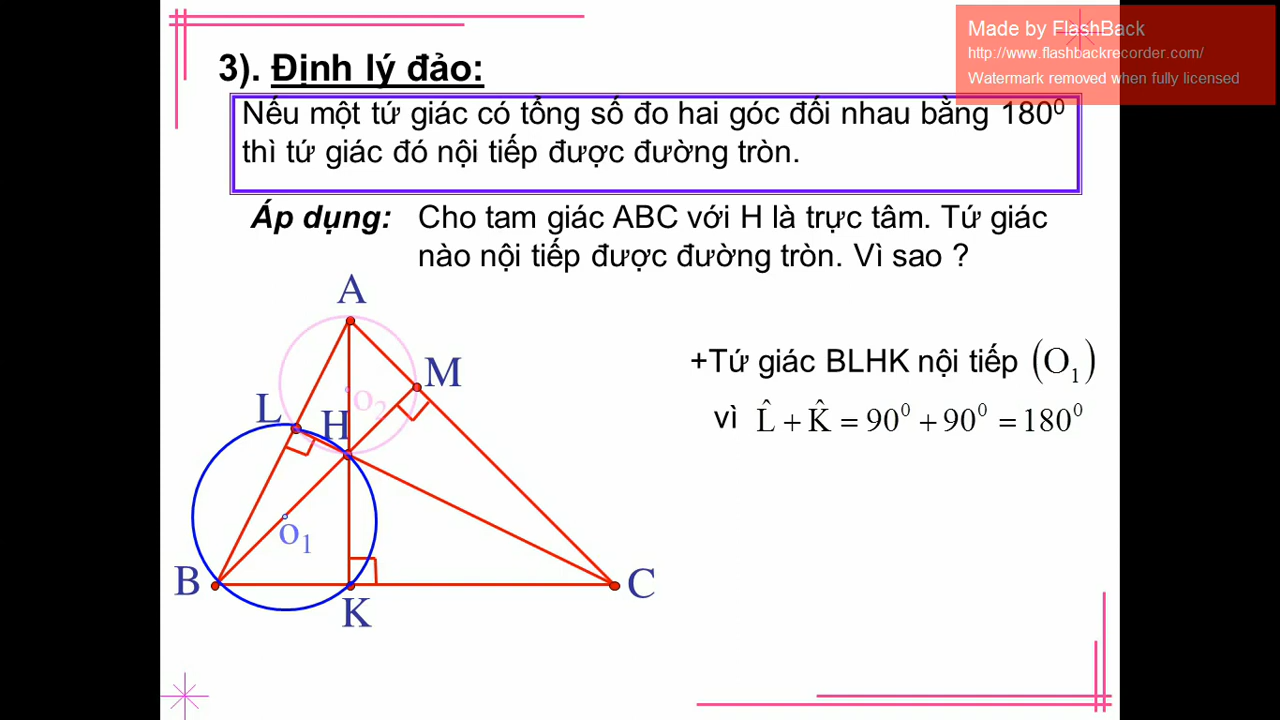 Made by FlashBack
http://www.flashbackrecorder.com/
Watermark removed when fully licensed
3). Định lý đảo:
Nếu một tứ giác có tổng số đo hai góc đối nhau bằng 180⁰
thì tứ giác đó nội tiếp được đường tròn.
Áp dụng: Cho tam giác ABC với H là trực tâm. Tứ giác
nào nội tiếp được đường tròn. Vì sao ?
A
+Tứ giác BLHK nội tiếp (O₁)
M
O₂
L
H
vì L̂ + K̂ = 90⁰ + 90⁰ = 180⁰
O₁
B
C
K